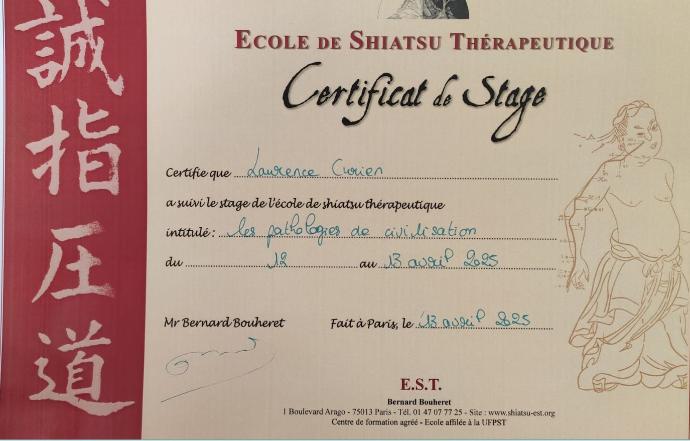 誠
指
圧
道
ECOLE DE SHIATSU THÉRAPEUTIQUE
Certificat de Stage
Certifie que Laurence Curien
a suivi le stage de l'école de shiatsu thérapeutique
intitulé : les pathologies de civilisation
du 12 au 13 avril 2025
Mr Bernard Bouheret Fait à Paris, le 13 avril 2025
E.S.T.
Bernard Bouheret
1 Boulevard Arago - 75013 Paris - Tél. 01 47 07 77 25 - Site : www.shiatsu-est.org
Centre de formation agréé - Ecole affilée à la UFPST